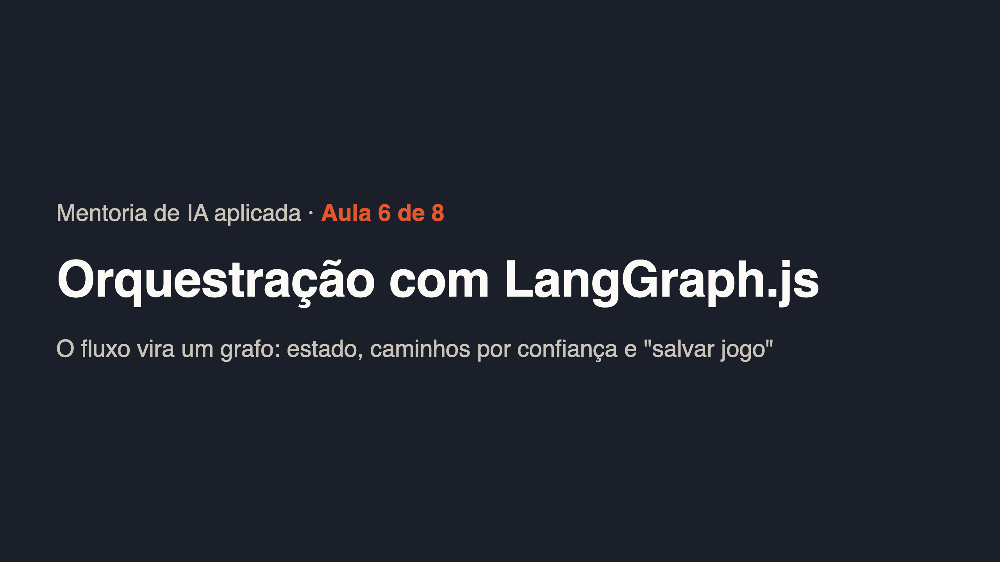 Mentoria de IA aplicada · Aula 6 de 8
Orquestração com LangGraph.js
O fluxo vira um grafo: estado, caminhos por confiança e "salvar jogo"